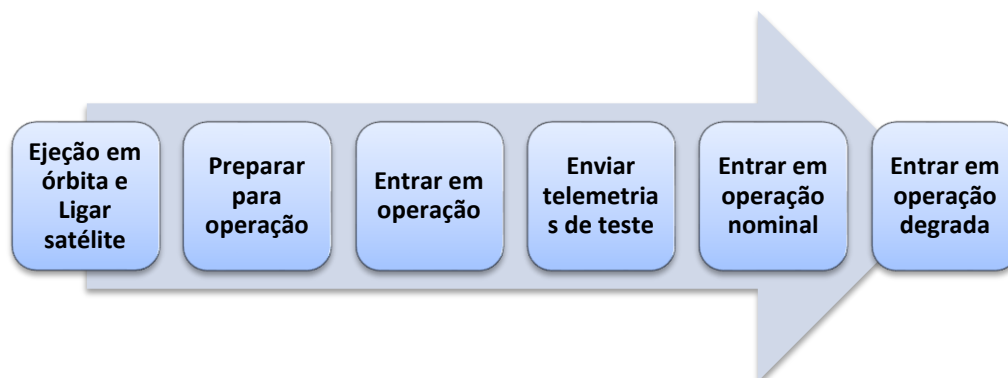 Ejeção em
órbita e
Ligar
satélite
Preparar
para
operação
Entrar em
operação
Enviar
telemetria
s de teste
Entrar em
operação
nominal
Entrar em
operação
degrada